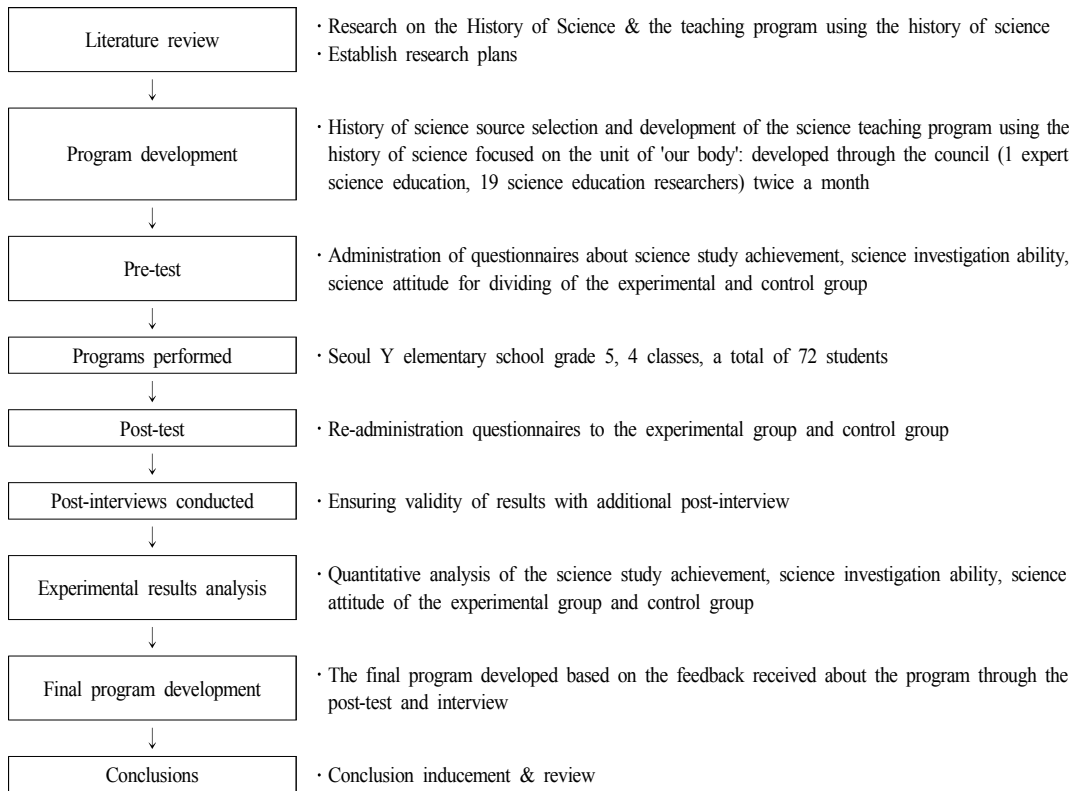 Literature review
· Research on the History of Science & the teaching program using the history of science
· Establish research plans
↓
Program development
· History of science source selection and development of the science teaching program using the
history of science focused on the unit of 'our body': developed through the council (1 expert
science education, 19 science education researchers) twice a month
↓
Pre-test
· Administration of questionnaires about science study achievement, science investigation ability,
science attitude for dividing of the experimental and control group
↓
Programs performed
· Seoul Y elementary school grade 5, 4 classes, a total of 72 students
↓
Post-test
· Re-administration questionnaires to the experimental group and control group
↓
Post-interviews conducted
· Ensuring validity of results with additional post-interview
↓
Experimental results analysis
· Quantitative analysis of the science study achievement, science investigation ability, science
attitude of the experimental group and control group
↓
Final program development
· The final program developed based on the feedback received about the program through the
post-test and interview
↓
Conclusions
· Conclusion inducement & review